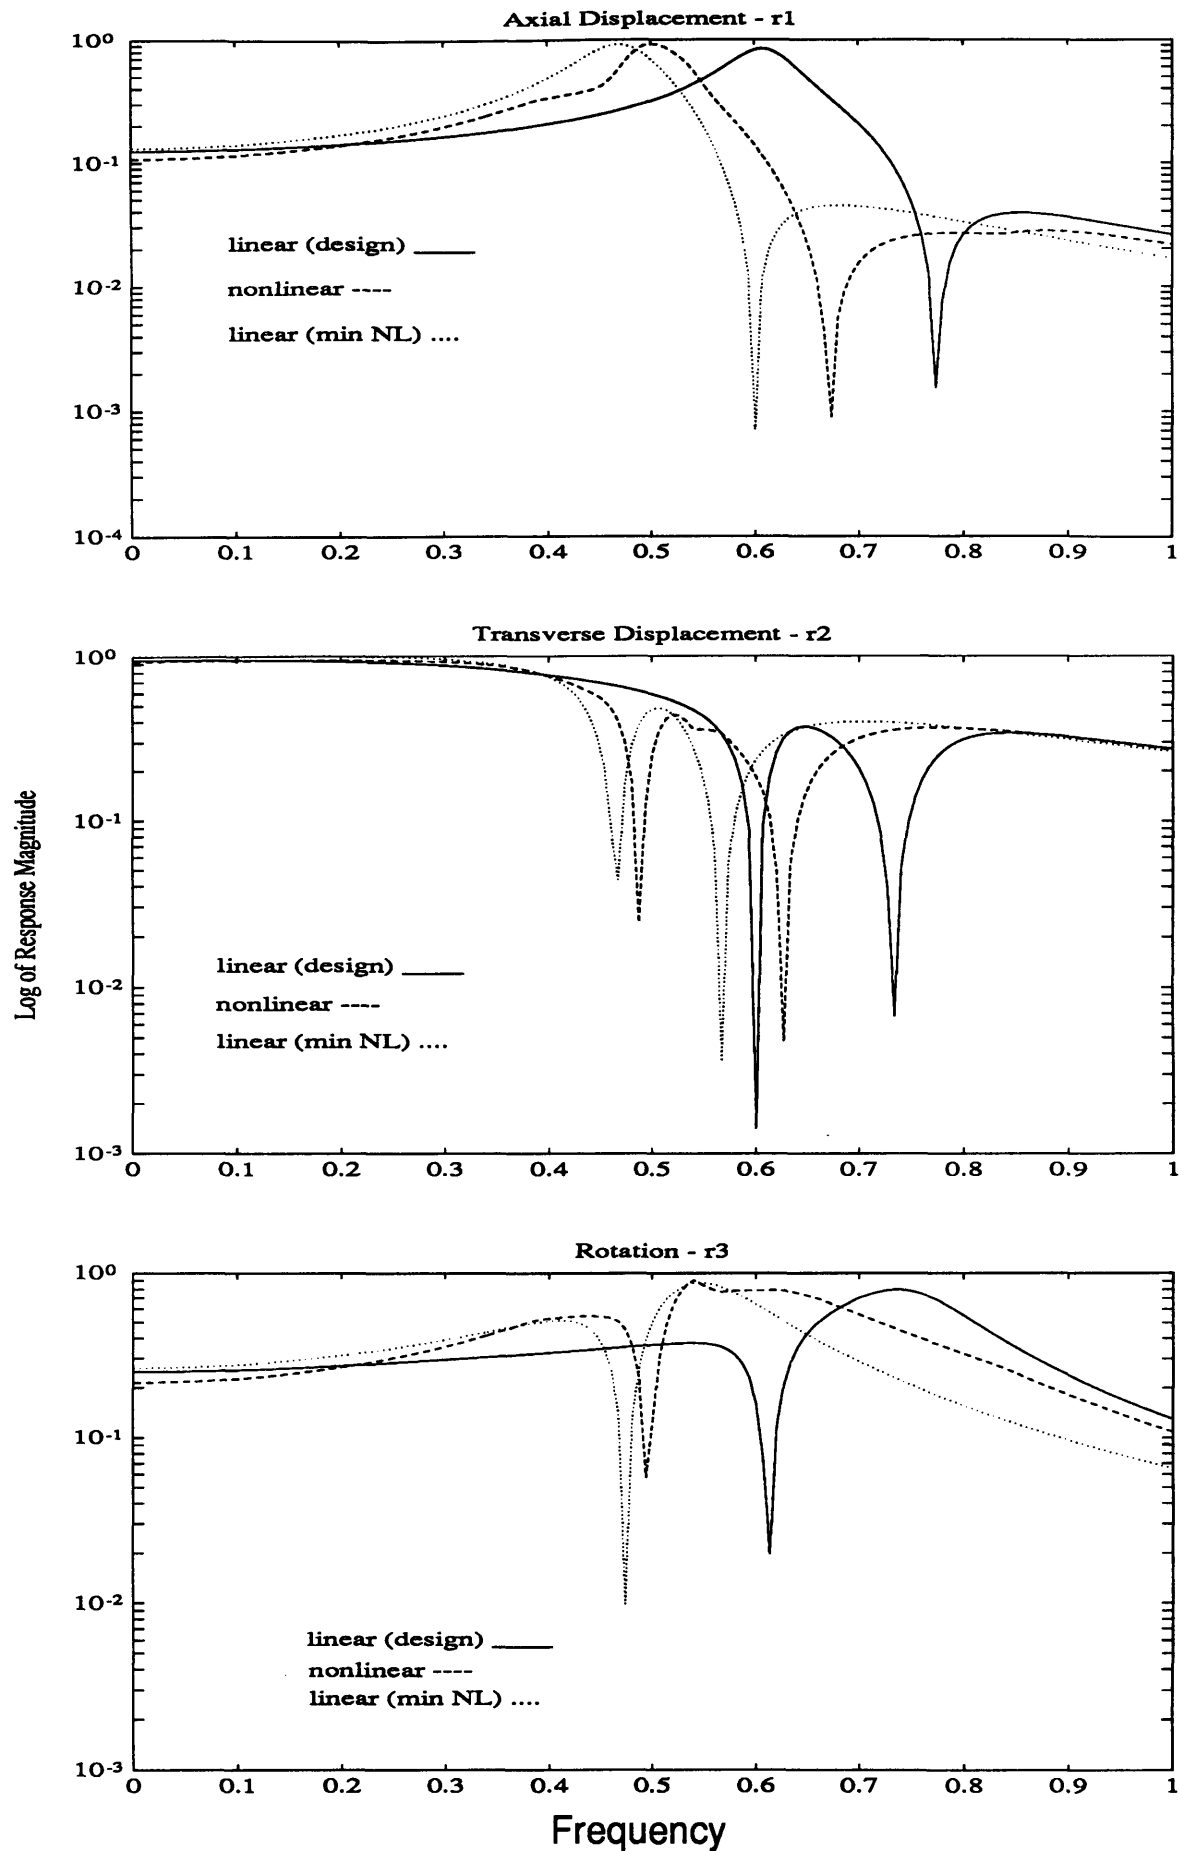 Axial Displacement - r1
10⁰
10⁻¹
10⁻²
10⁻³
10⁻⁴
linear (design) ____
nonlinear ----
linear (min NL) ....
0 0.1 0.2 0.3 0.4 0.5 0.6 0.7 0.8 0.9 1
Transverse Displacement - r2
Log of Response Magnitude
10⁰
10⁻¹
10⁻²
10⁻³
linear (design) ____
nonlinear ----
linear (min NL) ....
0 0.1 0.2 0.3 0.4 0.5 0.6 0.7 0.8 0.9 1
Rotation - r3
10⁰
10⁻¹
10⁻²
10⁻³
linear (design) ____
nonlinear ----
linear (min NL) ....
0 0.1 0.2 0.3 0.4 0.5 0.6 0.7 0.8 0.9 1
Frequency